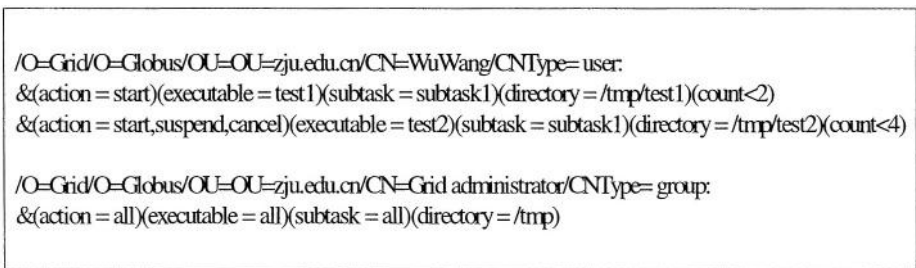 /O=Grid/O=Globus/OU=OU=zju.edu.cn/CN=WuWang/CNType= user:
&(action = start)(executable = test1)(subtask = subtask1)(directory = /tmp/test1)(count<2)
&(action = start,suspend,cancel)(executable = test2)(subtask = subtask1)(directory = /tmp/test2)(count<4)
/O=Grid/O=Globus/OU=OU=zju.edu.cn/CN=Grid administrator/CNType= group:
&(action = all)(executable = all)(subtask = all)(directory = /tmp)